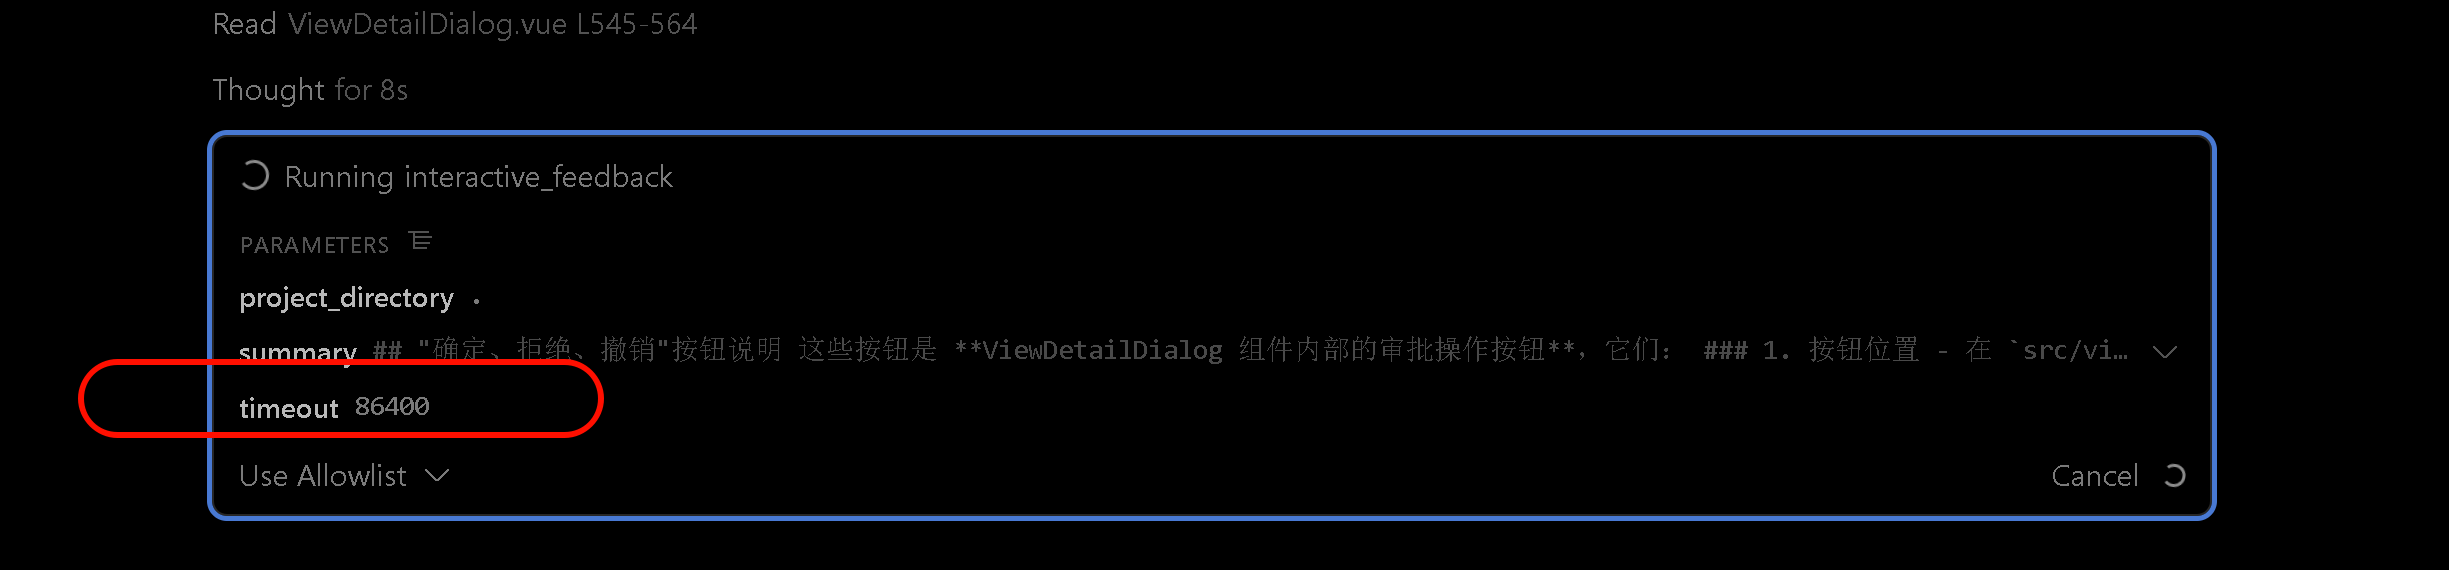 Read ViewDetailDialog.vue L545-564
Thought for 8s
Running interactive_feedback
PARAMETERS
project_directory .
summary ## "确定、拒绝、撤销"按钮说明 这些按钮是 **ViewDetailDialog 组件内部的审批操作按钮**，它们： ### 1. 按钮位置 - 在 `src/vi…
timeout 86400
Use Allowlist
Cancel